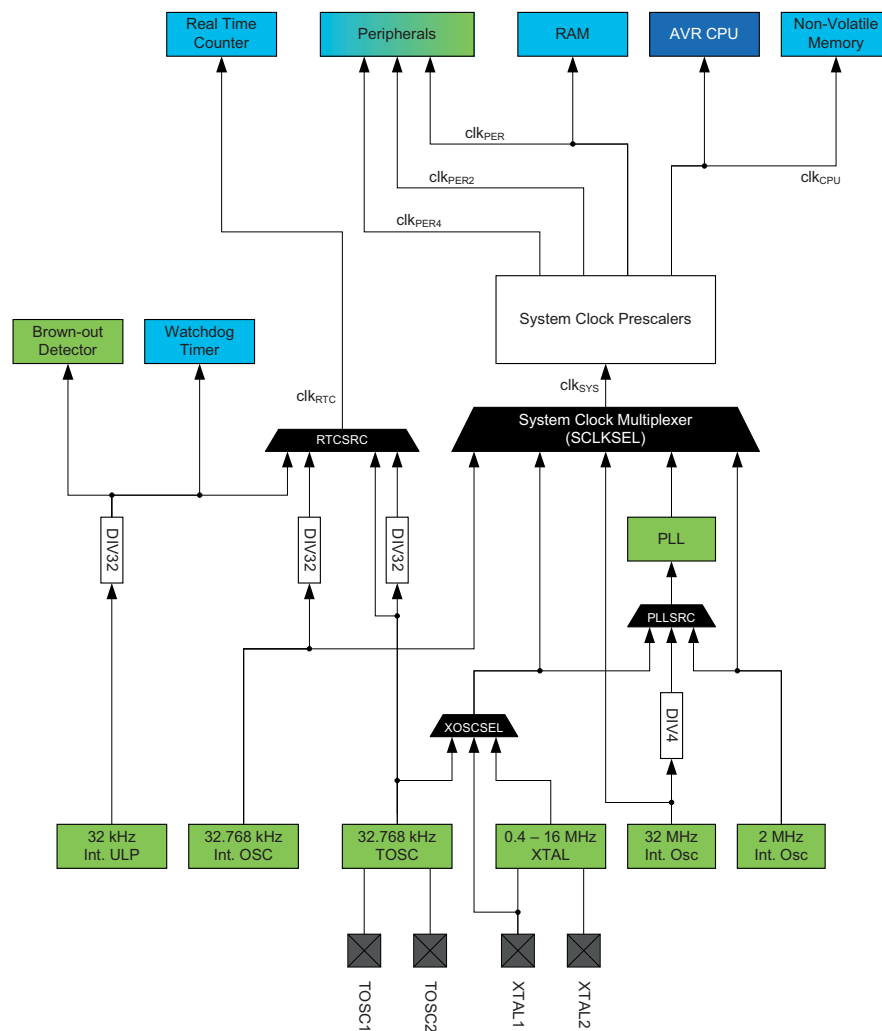 Real Time
Counter
Peripherals
RAM
AVR CPU
Non-Volatile
Memory
clkPER
clkPER2
clkCPU
clkPER4
System Clock Prescalers
Brown-out
Detector
Watchdog
Timer
clkSYS
clkRTC
RTCSRC
System Clock Multiplexer
(SCLKSEL)
DIV32
DIV32
DIV32
PLL
PLLSRC
XOSCSEL
DIV4
32 kHz
Int. ULP
32.768 kHz
Int. OSC
32.768 kHz
TOSC
0.4 – 16 MHz
XTAL
32 MHz
Int. Osc
2 MHz
Int. Osc
TOSC1
TOSC2
XTAL1
XTAL2